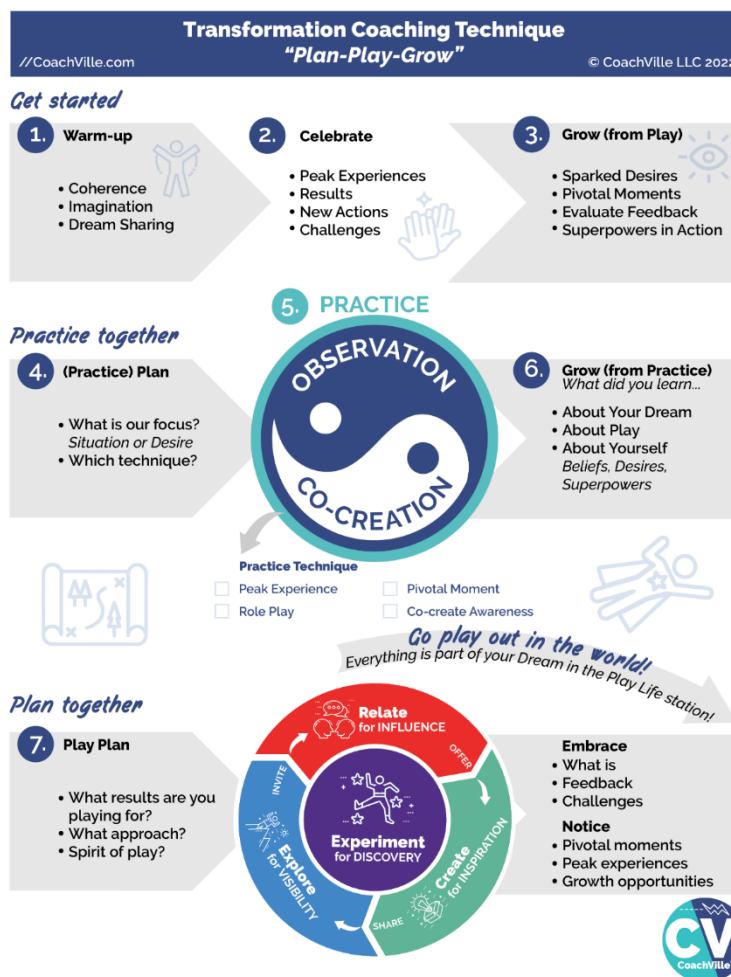 Transformation Coaching Technique
“Plan-Play-Grow”
//CoachVille.com
© CoachVille LLC 2022
Get started
1. Warm-up
• Coherence
• Imagination
• Dream Sharing
2. Celebrate
• Peak Experiences
• Results
• New Actions
• Challenges
3. Grow (from Play)
• Sparked Desires
• Pivotal Moments
• Evaluate Feedback
• Superpowers in Action
Practice together
4. (Practice) Plan
• What is our focus?
Situation or Desire
• Which technique?
5. PRACTICE
OBSERVATION
CO-CREATION
6. Grow (from Practice)
What did you learn...
• About Your Dream
• About Play
• About Yourself
Beliefs, Desires,
Superpowers
Practice Technique
Peak Experience
Pivotal Moment
Role Play
Co-create Awareness
Go play out in the world!
Everything is part of your Dream in the Play Life station!
Plan together
7. Play Plan
• What results are you
playing for?
• What approach?
• Spirit of play?
Relate
for INFLUENCE
OFFER
Create
for INSPIRATION
SHARE
Explore
for VISIBILITY
INVITE
Experiment
for DISCOVERY
Embrace
• What is
• Feedback
• Challenges
Notice
• Pivotal moments
• Peak experiences
• Growth opportunities
CV
CoachVille